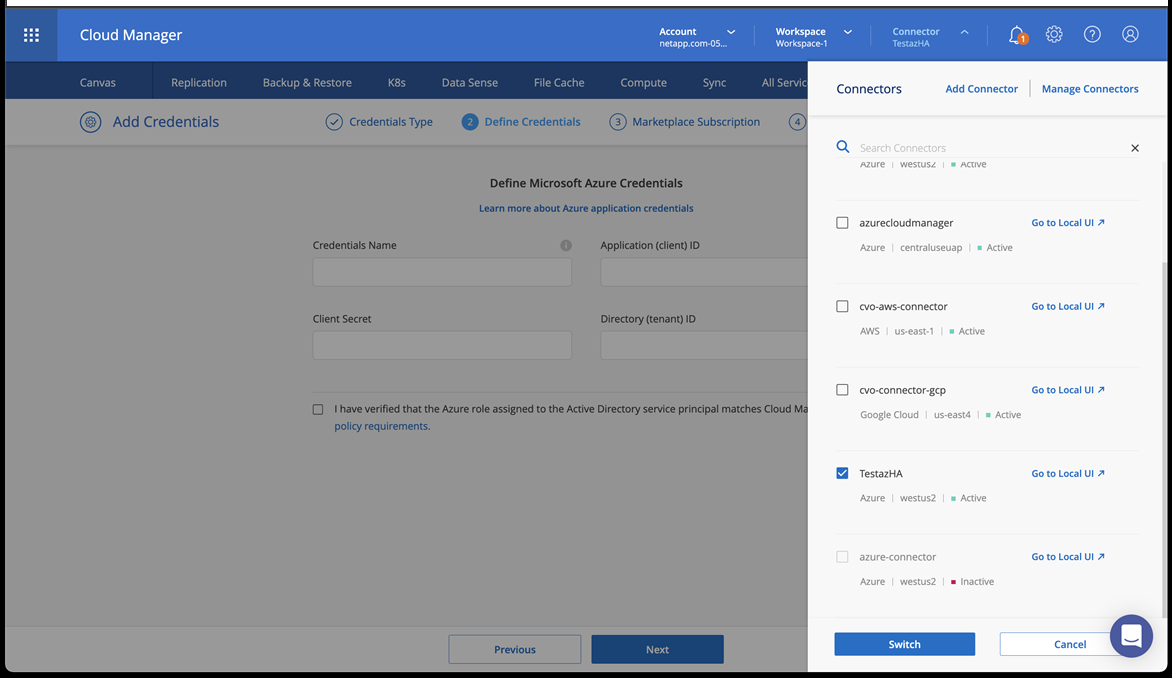 Cloud Manager
Account
netapp.com-05...
Workspace
Workspace-1
Connector
TestazHA
1
Canvas
Replication
Backup & Restore
K8s
Data Sense
File Cache
Compute
Sync
All Servic
Add Credentials
Credentials Type
2 Define Credentials
3 Marketplace Subscription
4
Define Microsoft Azure Credentials
Learn more about Azure application credentials
Credentials Name
Application (client) ID
Client Secret
Directory (tenant) ID
I have verified that the Azure role assigned to the Active Directory service principal matches Cloud Ma
policy requirements.
Previous
Next
Connectors
Add Connector
Manage Connectors
Search Connectors
Azure | westus2 | Active
azurecloudmanager
Go to Local UI
Azure | centraluseuap | Active
cvo-aws-connector
Go to Local UI
AWS | us-east-1 | Active
cvo-connector-gcp
Go to Local UI
Google Cloud | us-east4 | Active
TestazHA
Go to Local UI
Azure | westus2 | Active
azure-connector
Go to Local UI
Azure | westus2 | Inactive
Switch
Cancel